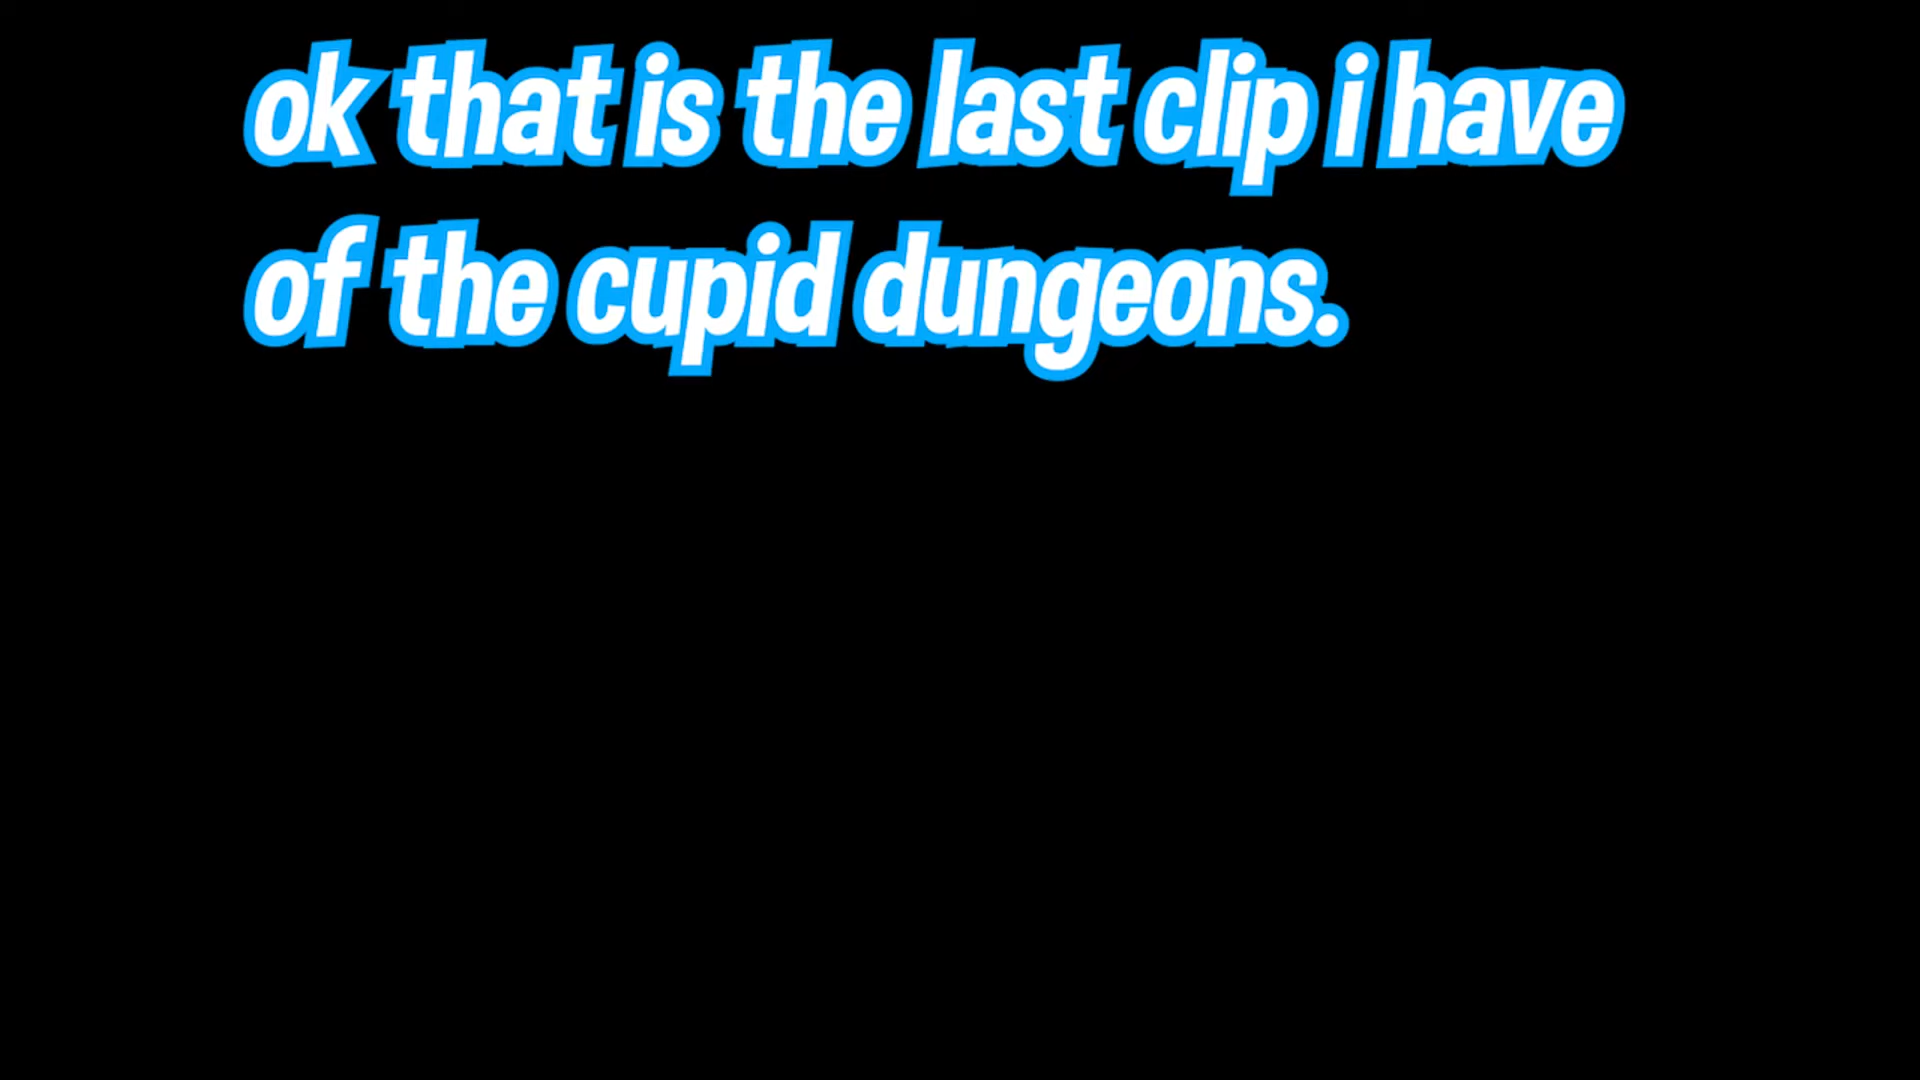 ok that is the last clip i have
of the cupid dungeons.